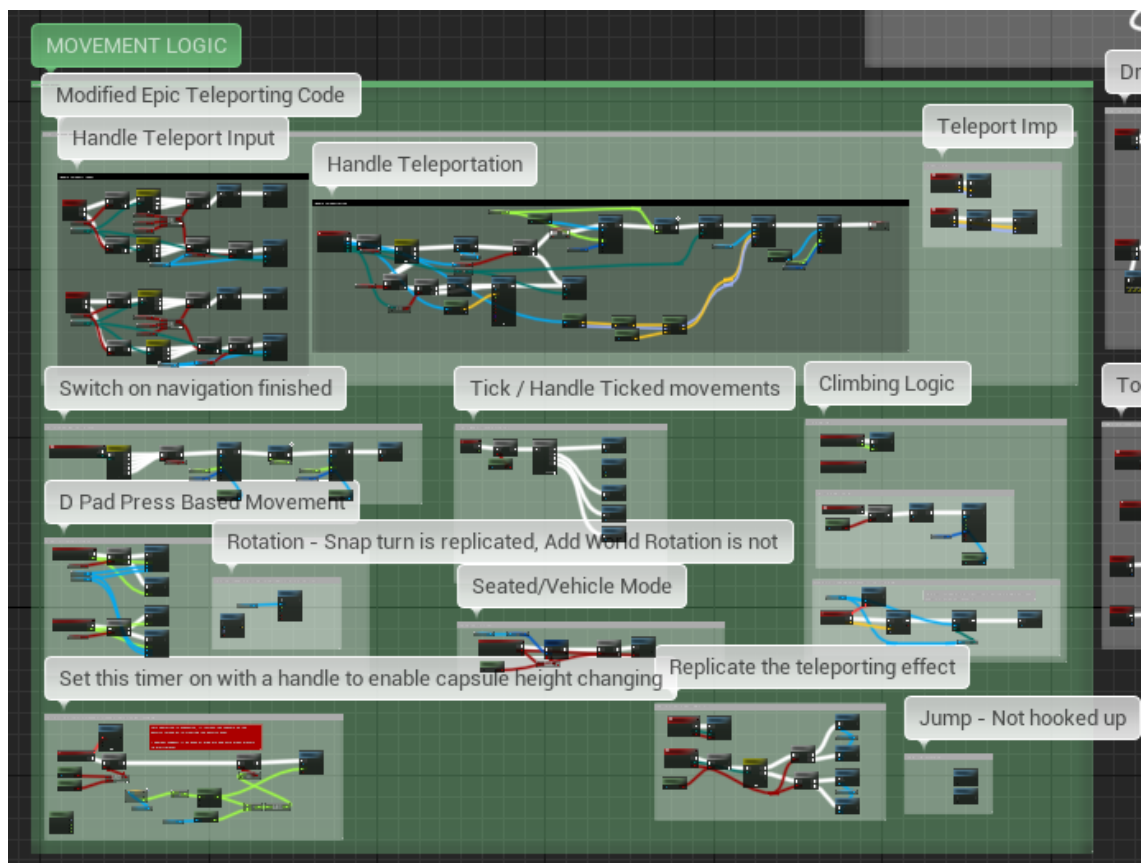 MOVEMENT LOGIC
Modified Epic Teleporting Code
Handle Teleport Input
Handle Teleportation
Teleport Imp
Dr
Switch on navigation finished
Tick / Handle Ticked movements
Climbing Logic
To
D Pad Press Based Movement
Rotation - Snap turn is replicated, Add World Rotation is not
Seated/Vehicle Mode
Set this timer on with a handle to enable capsule height changing
Replicate the teleporting effect
Jump - Not hooked up